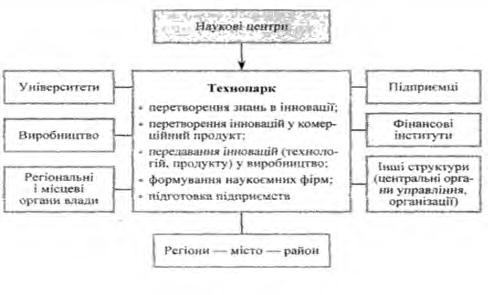 Наукові центри
Університети
Виробництво
Регіональні
і місцеві
органи влади
Технопарк
• перетворення знань в інновації;
• перетворення інновацій у комер-
ційний продукт;
• передавання інновацій (техноло-
гій, продукту) у виробництво;
• формування наукоємних фірм;
• підготовка підприємств
Підприємці
Фінансові
інститути
Інші структури
(центральні орга-
ни управління,
організації)
Регіони — місто — район